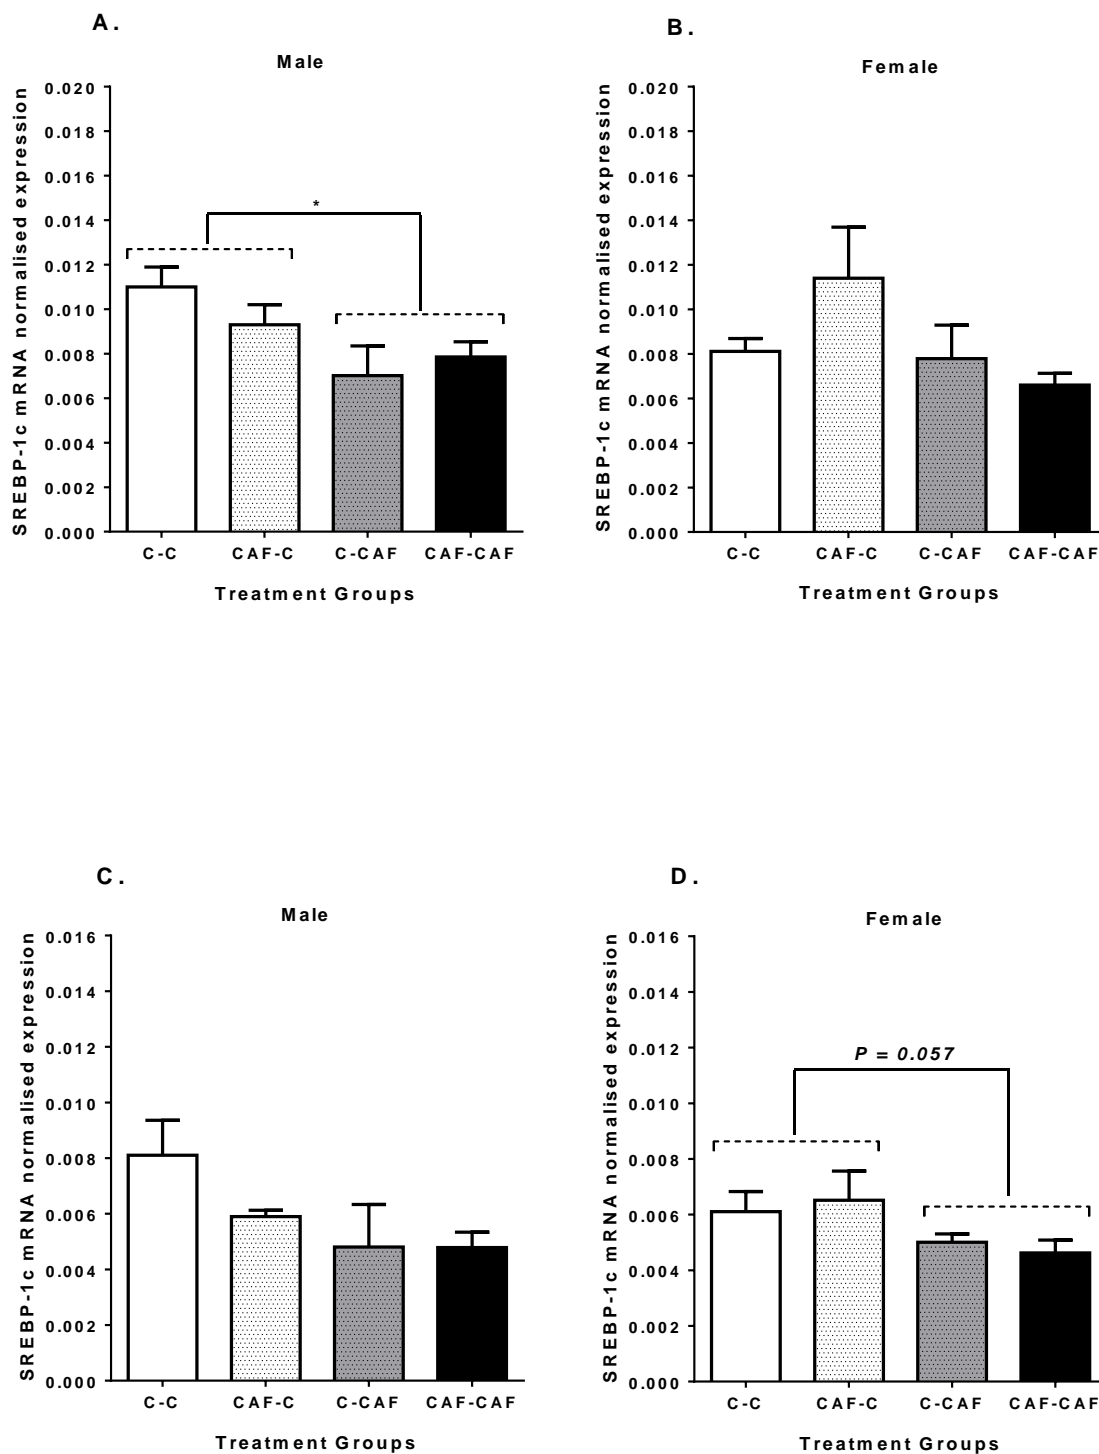 A.
Male
SREBP-1c mRNA normalised expression
0.020
0.018
0.016
0.014
0.012
0.010
0.008
0.006
0.004
0.002
0.000
*
C-C CAF-C C-CAF CAF-CAF
Treatment Groups
B.
Female
SREBP-1c mRNA normalised expression
0.020
0.018
0.016
0.014
0.012
0.010
0.008
0.006
0.004
0.002
0.000
C-C CAF-C C-CAF CAF-CAF
Treatment Groups
C.
Male
SREBP-1c mRNA normalised expression
0.016
0.014
0.012
0.010
0.008
0.006
0.004
0.002
0.000
C-C CAF-C C-CAF CAF-CAF
Treatment Groups
D.
Female
SREBP-1c mRNA normalised expression
0.016
0.014
0.012
0.010
0.008
0.006
0.004
0.002
0.000
P = 0.057
C-C CAF-C C-CAF CAF-CAF
Treatment Groups